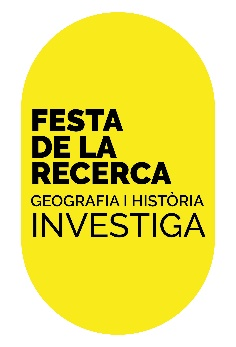 FESTA
DE LA
RECERCA
GEOGRAFIA I HISTÒRIA
INVESTIGA